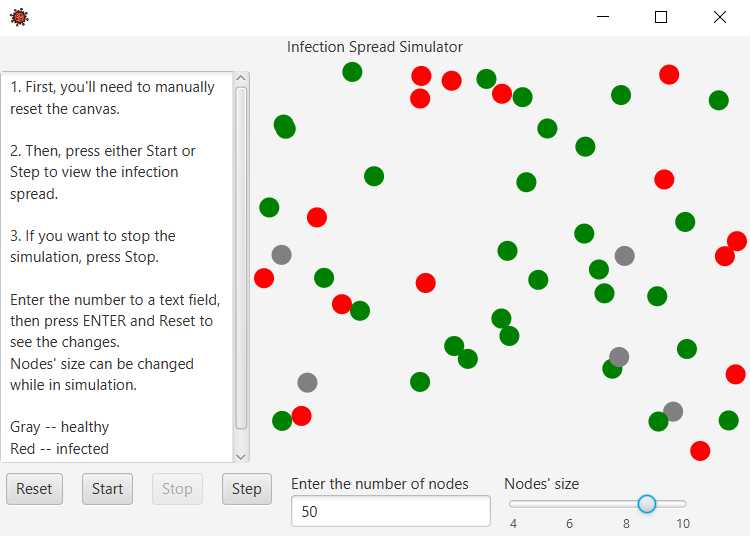 Infection Spread Simulator
1. First, you'll need to manually
reset the canvas.
2. Then, press either Start or
Step to view the infection
spread.
3. If you want to stop the
simulation, press Stop.
Enter the number to a text field,
then press ENTER and Reset to
see the changes.
Nodes' size can be changed
while in simulation.
Gray -- healthy
Red -- infected
Reset
Start
Stop
Step
Enter the number of nodes
50
Nodes' size
4 6 8 10